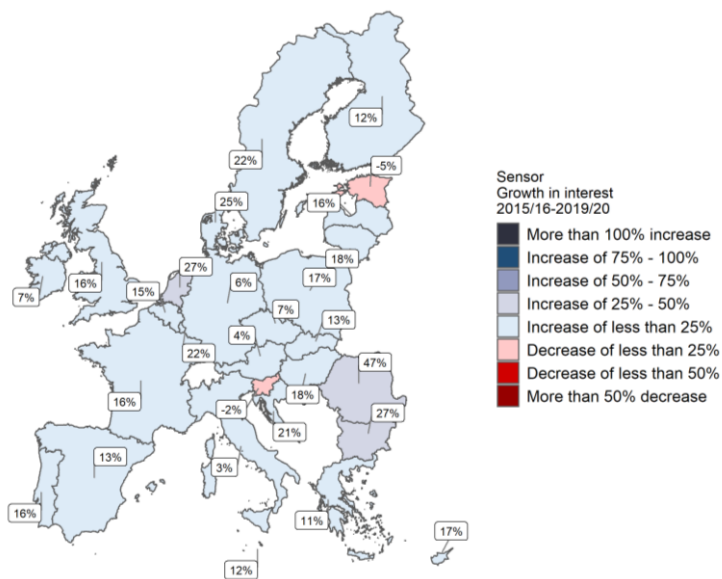 12%
22%
-5%
25%
16%
27%
18%
16%
15%
6%
17%
7%
7%
13%
4%
22%
47%
16%
18%
-2%
27%
21%
13%
3%
16%
11%
17%
12%
Sensor
Growth in interest
2015/16-2019/20
More than 100% increase
Increase of 75% - 100%
Increase of 50% - 75%
Increase of 25% - 50%
Increase of less than 25%
Decrease of less than 25%
Decrease of less than 50%
More than 50% decrease